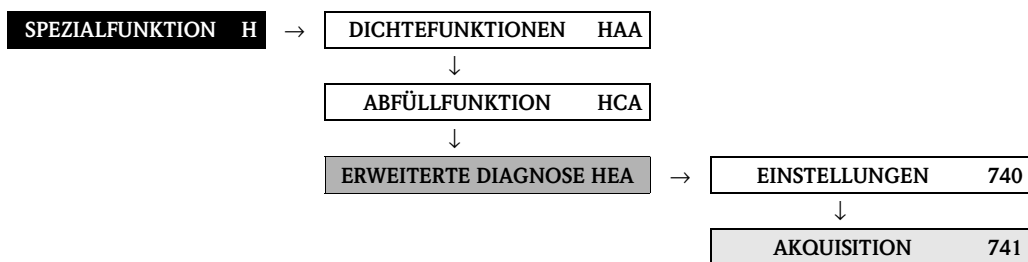 SPEZIALFUNKTION H → DICHTEFUNKTIONEN HAA
↓
ABFÜLLFUNKTION HCA
↓
ERWEITERTE DIAGNOSE HEA → EINSTELLUNGEN 740
↓
AKQUISITION 741